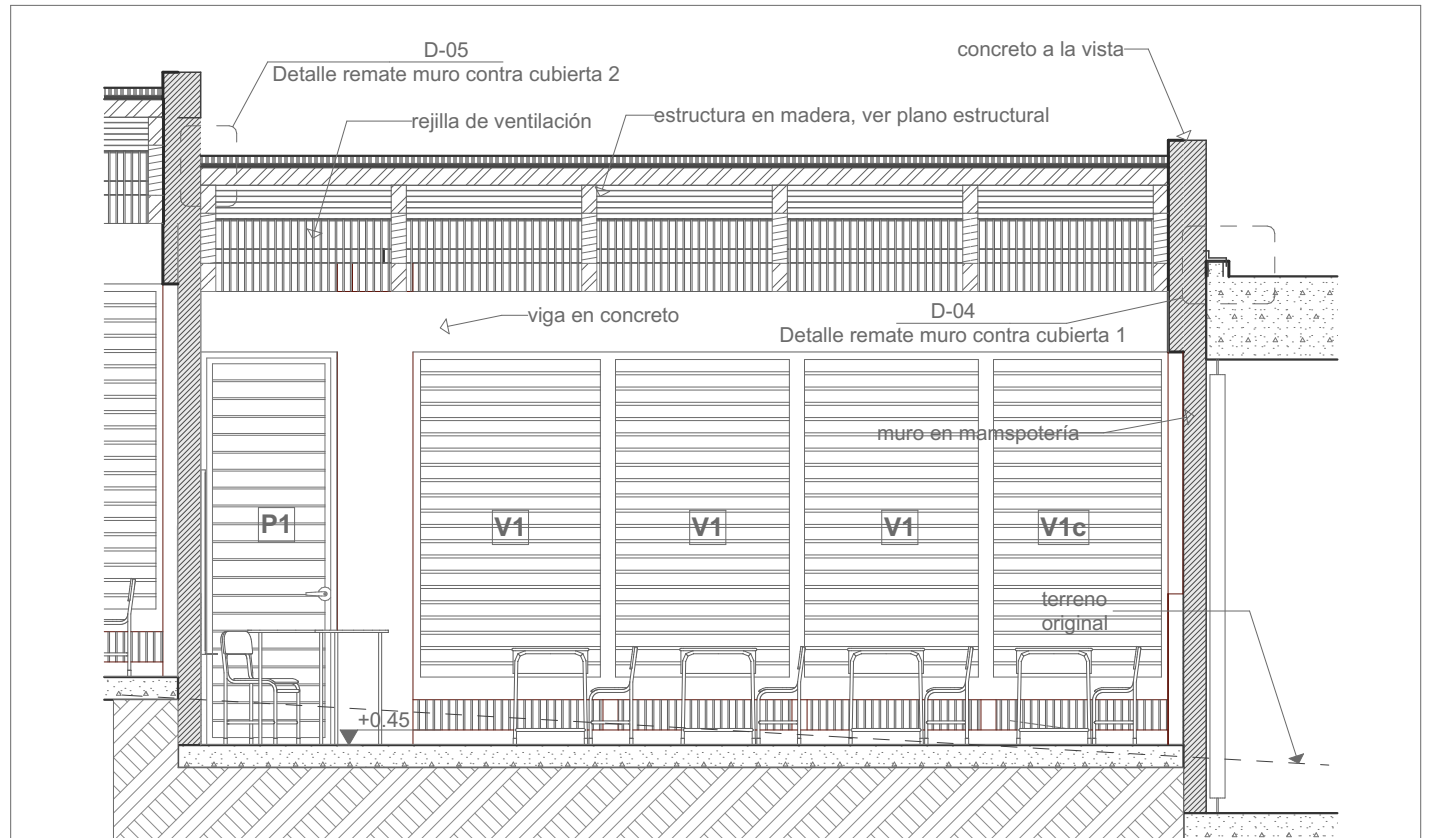 D-05
Detalle remate muro contra cubierta 2
concreto a la vista
rejilla de ventilación
estructura en madera, ver plano estructural
viga en concreto
D-04
Detalle remate muro contra cubierta 1
muro en mamspotería
P1
V1
V1
V1
V1c
terreno
original
+0.45